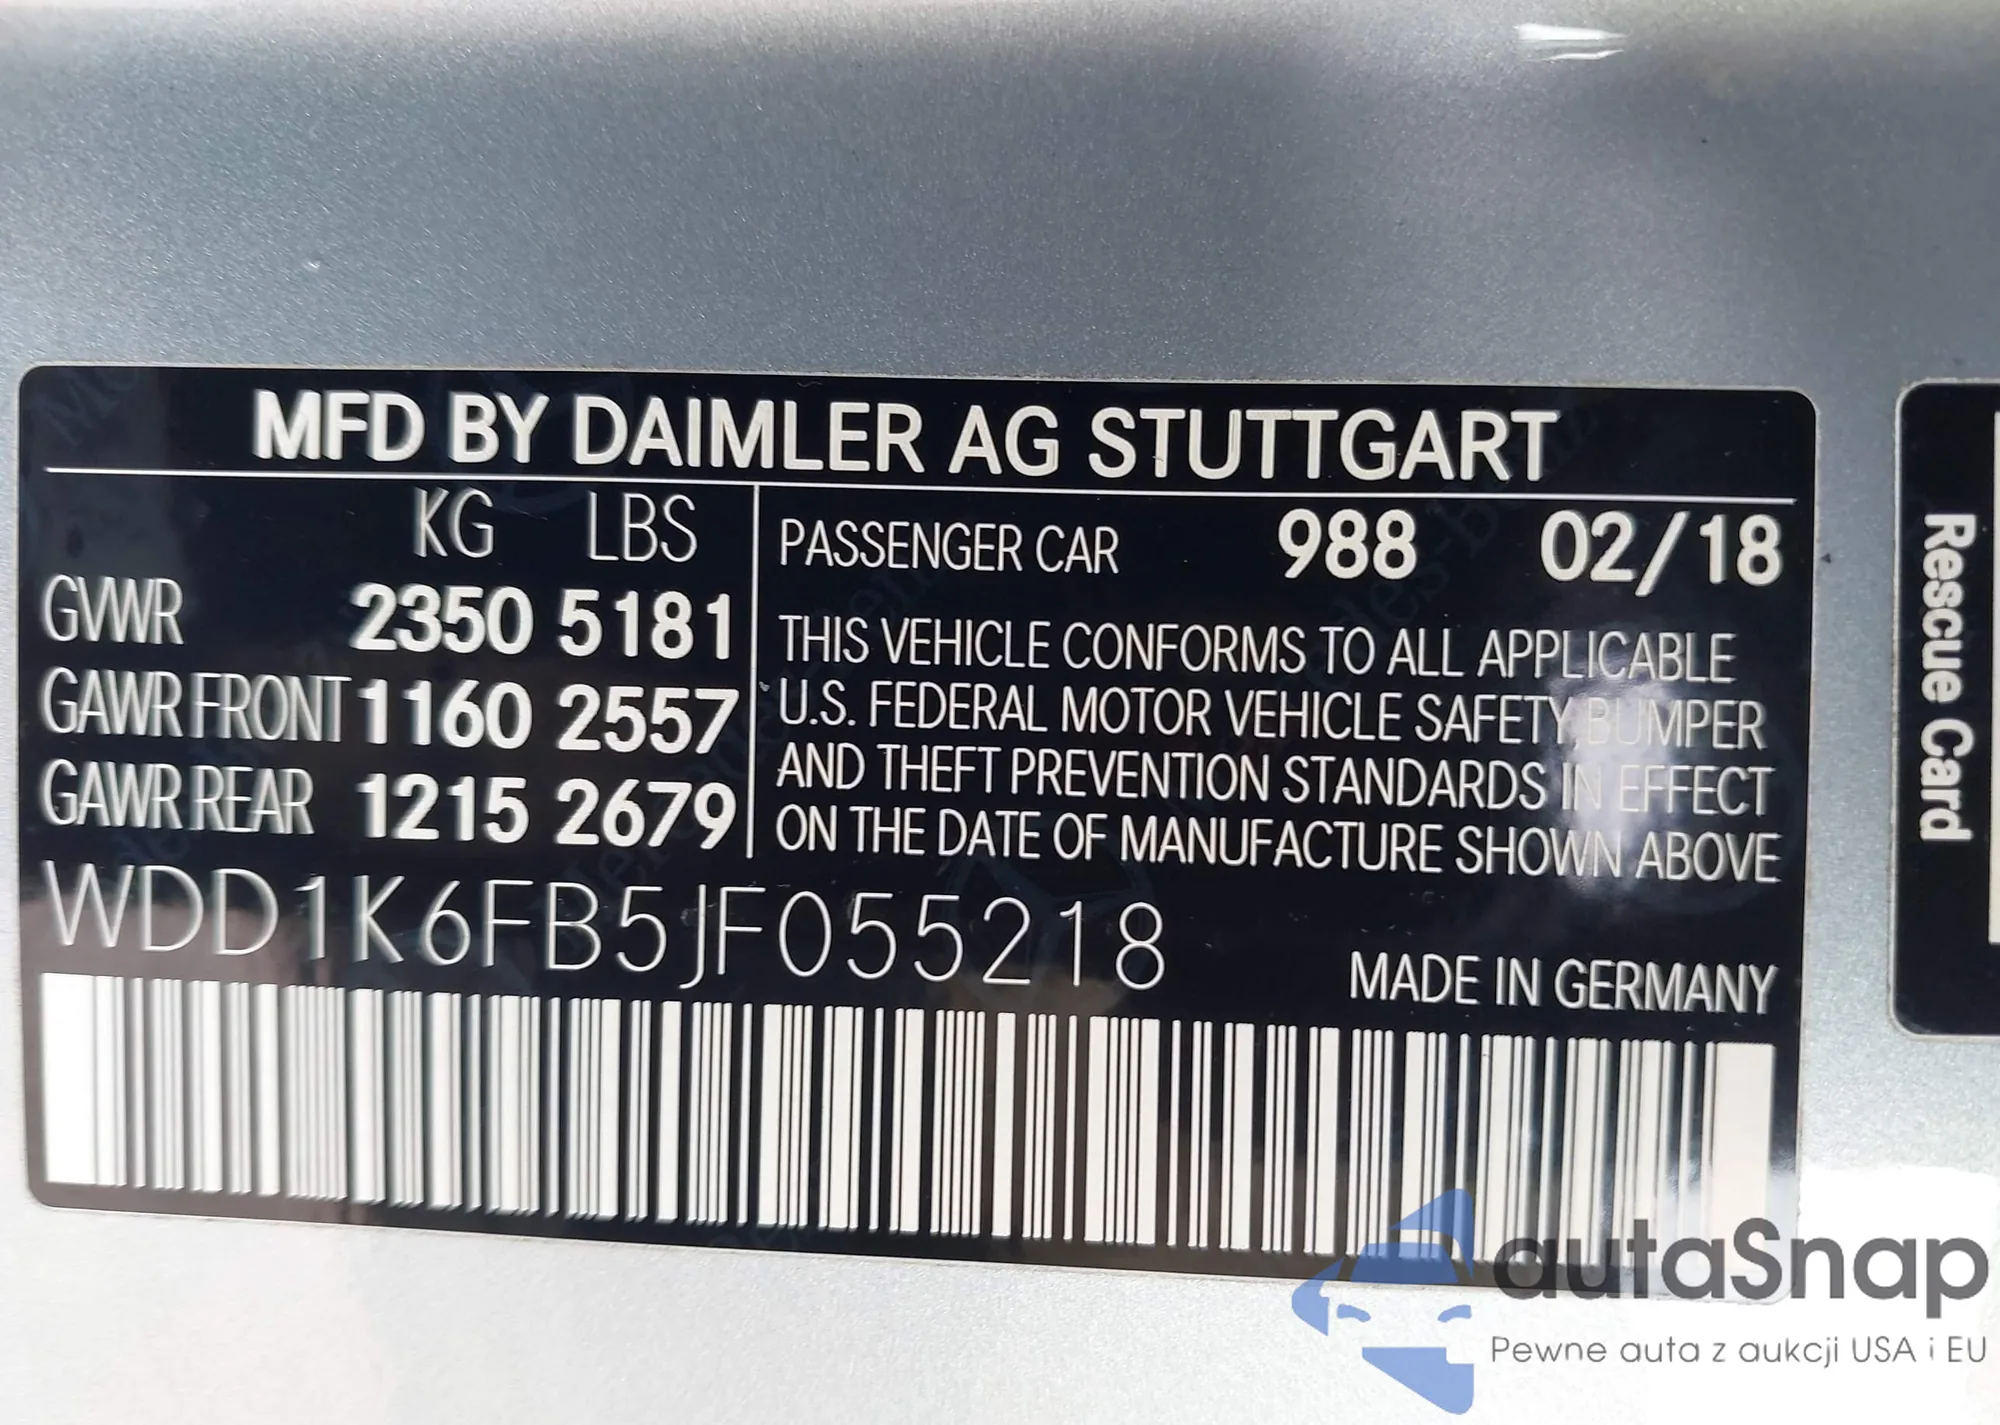 MFD BY DAIMLER AG STUTTGART
KG LBS
GVWR 2350 5181
GAWR FRONT 1160 2557
GAWR REAR 1215 2679
PASSENGER CAR 988 02/18
THIS VEHICLE CONFORMS TO ALL APPLICABLE
U.S. FEDERAL MOTOR VEHICLE SAFETY, BUMPER
AND THEFT PREVENTION STANDARDS IN EFFECT
ON THE DATE OF MANUFACTURE SHOWN ABOVE
WDD1K6FB5JF055218
MADE IN GERMANY
Rescue Card
autaSnap
Pewne auta z aukcji USA i EU